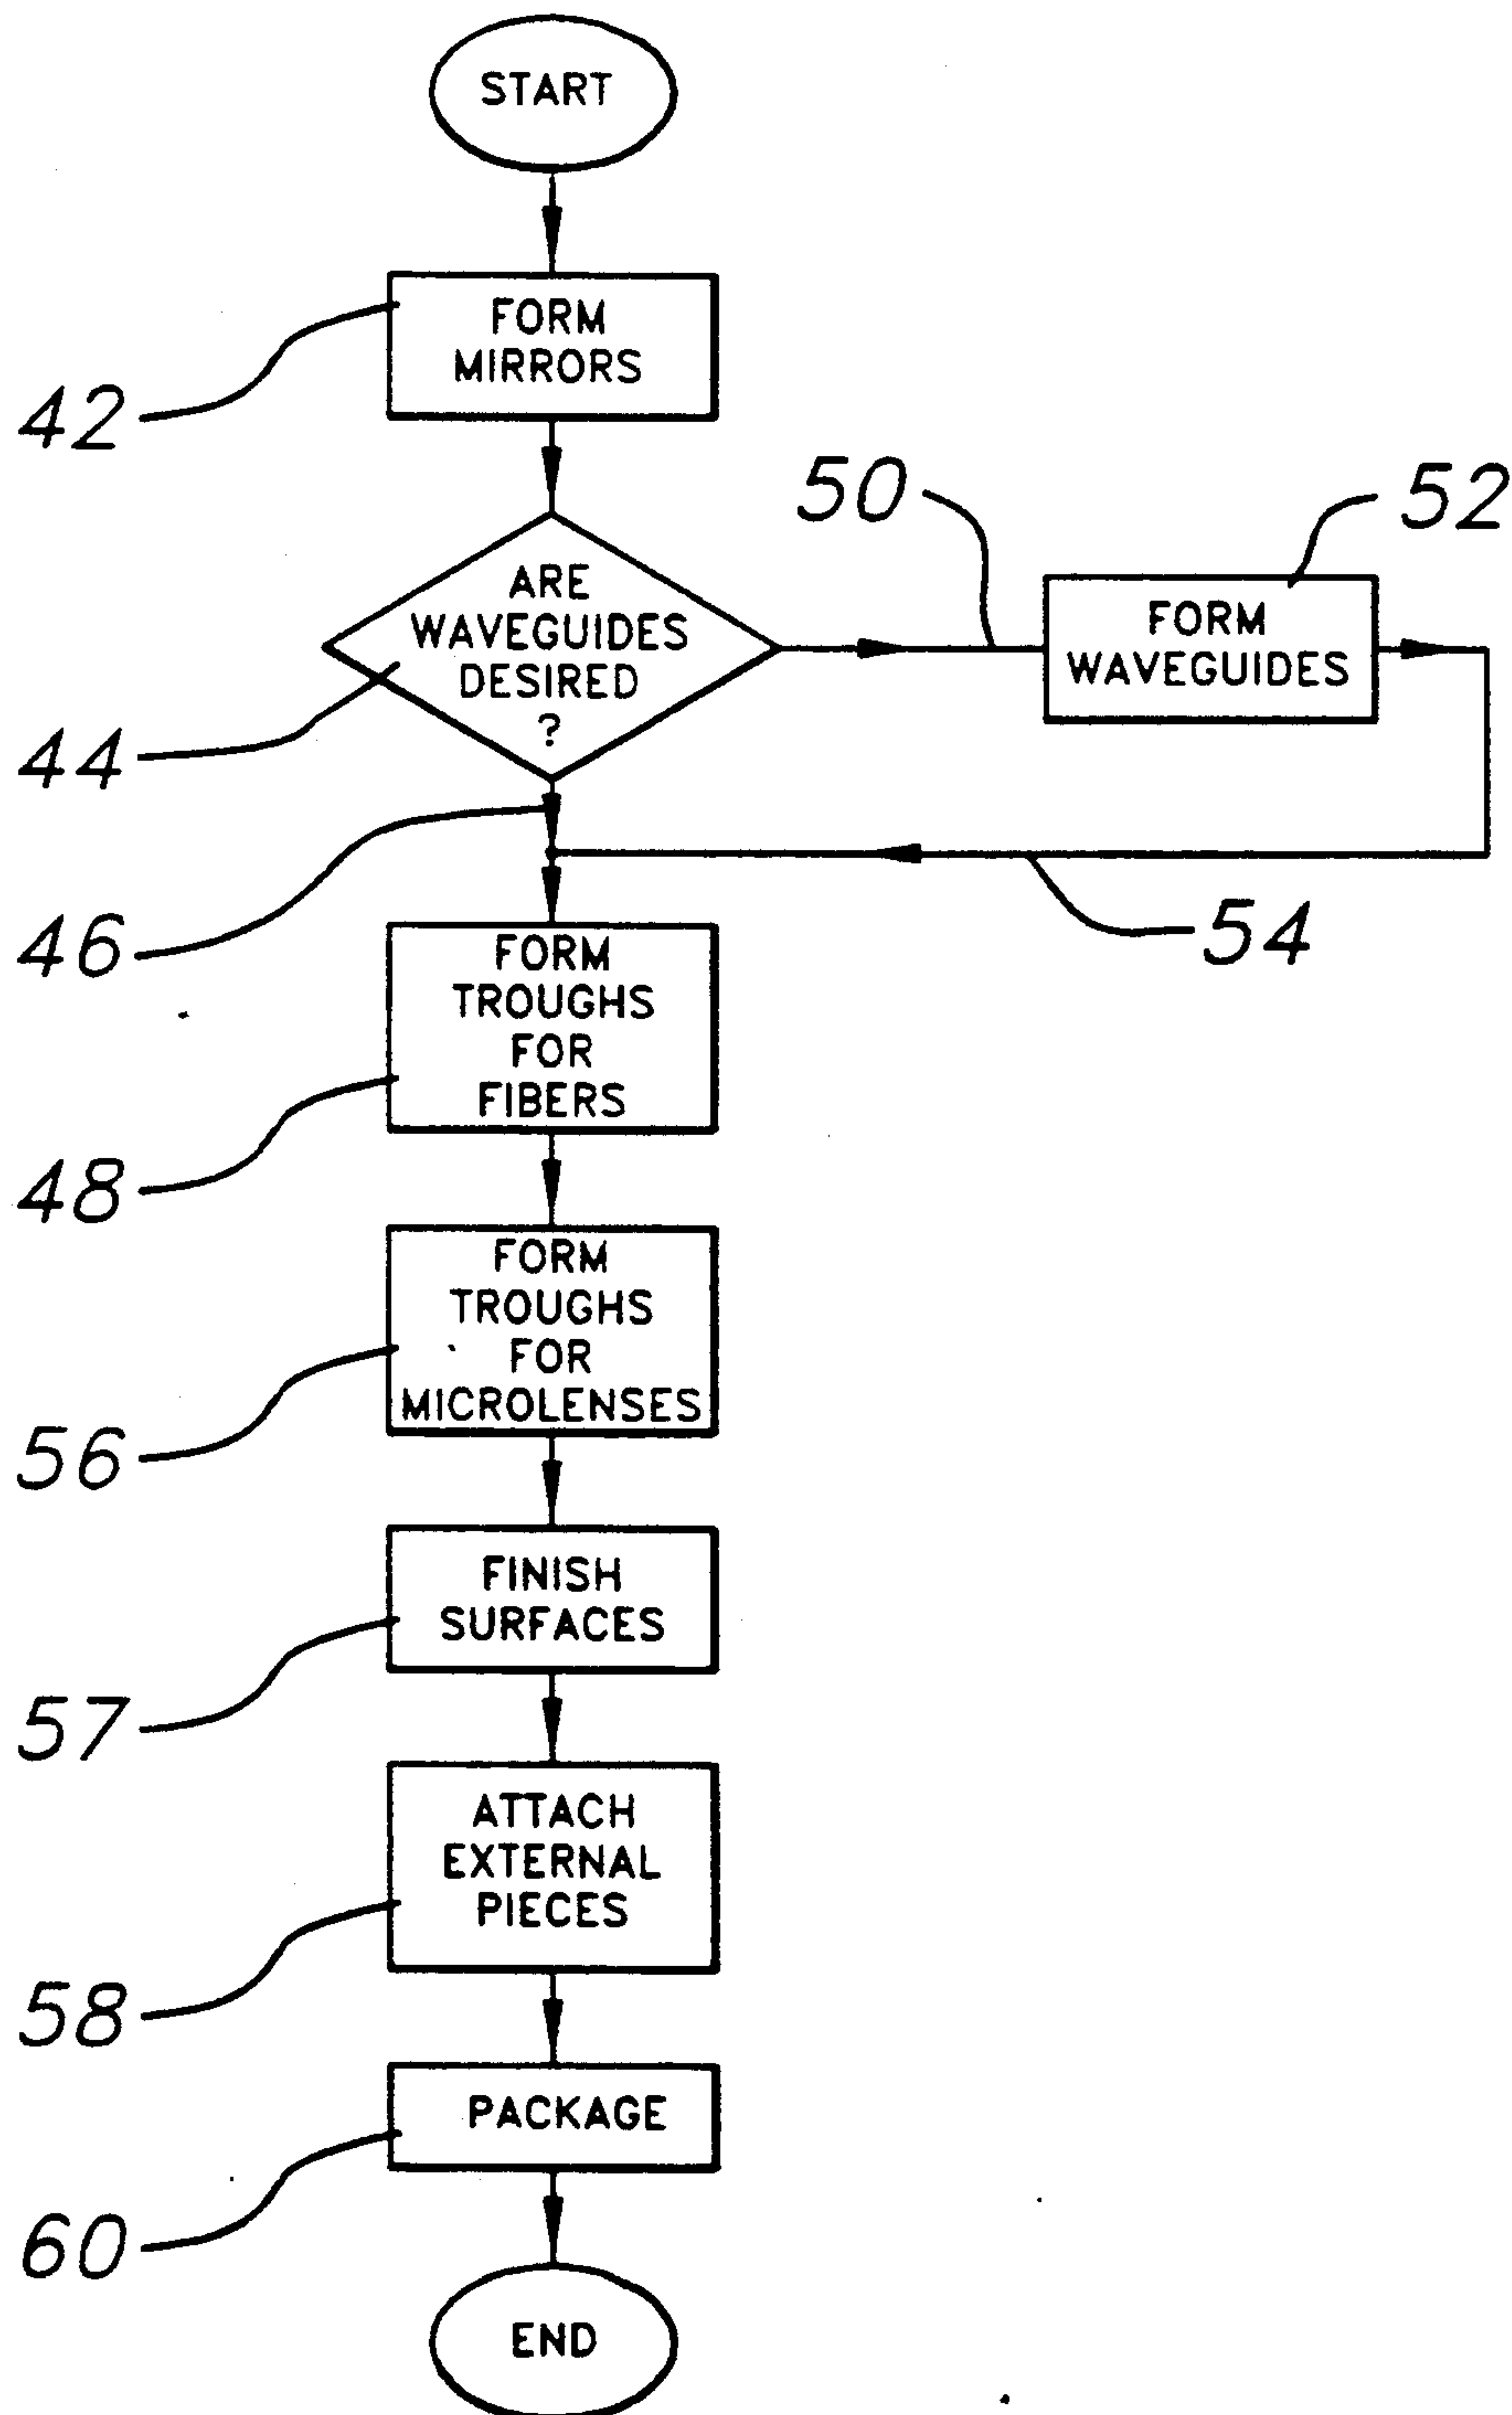 START
FORM
MIRRORS
42
ARE
WAVEGUIDES
DESIRED
?
44
50
52
FORM
WAVEGUIDES
46
54
FORM
TROUGHS
FOR
FIBERS
48
FORM
TROUGHS
FOR
MICROLENSES
56
FINISH
SURFACES
57
ATTACH
EXTERNAL
PIECES
58
PACKAGE
60
END